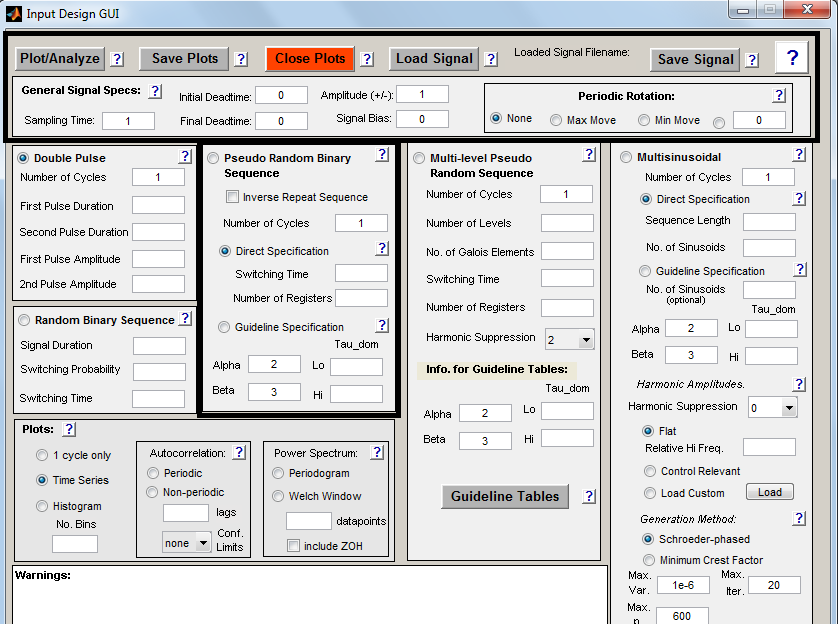 Input Design GUI
Plot/Analyze ? Save Plots ? Close Plots ? Load Signal ? Loaded Signal Filename: Save Signal ? ?
General Signal Specs: ? Initial Deadtime: 0 Amplitude (+/-): 1 Periodic Rotation: ?
Sampling Time: 1 Final Deadtime: 0 Signal Bias: 0 None Max Move Min Move 0
Double Pulse ?
Number of Cycles 1
First Pulse Duration
Second Pulse Duration
First Pulse Amplitude
2nd Pulse Amplitude
Random Binary Sequence ?
Signal Duration
Switching Probability
Switching Time
Pseudo Random Binary ?
Sequence
Inverse Repeat Sequence
Number of Cycles 1
Direct Specification ?
Switching Time
Number of Registers
Guideline Specification ?
Tau_dom
Alpha 2 Lo
Beta 3 Hi
Multi-level Pseudo ?
Random Sequence
Number of Cycles 1
Number of Levels
No. of Galois Elements
Switching Time
Number of Registers
Harmonic Suppression 2
Info. for Guideline Tables:
Tau_dom
Alpha 2 Lo
Beta 3 Hi
Guideline Tables ?
Multisinusoidal ?
Number of Cycles 1
Direct Specification ?
Sequence Length
No. of Sinusoids
Guideline Specification ?
No. of Sinusoids
(optional)
Tau_dom
Alpha 2 Lo
Beta 3 Hi
Harmonic Amplitudes. ?
Harmonic Suppression 0
Flat
Relative Hi Freq.
Control Relevant
Load Custom Load
Generation Method: ?
Schroeder-phased
Minimum Crest Factor
Max. Var. 1e-6 Max. Iter. 20
Max. p 600
Plots: ?
1 cycle only
Time Series
Histogram
No. Bins
Autocorrelation: ?
Periodic
Non-periodic
lags
none Conf. Limits
Power Spectrum: ?
Periodogram
Welch Window
datapoints
include ZOH
Warnings: